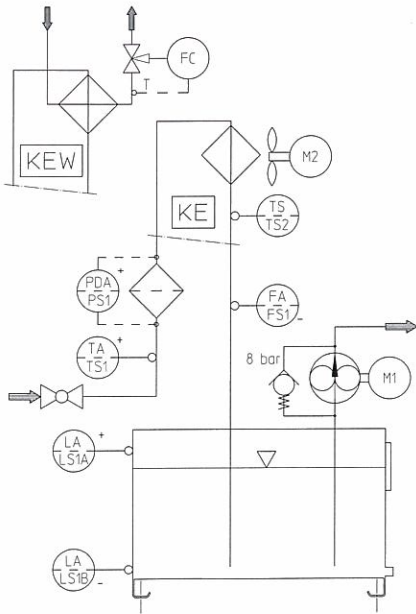 FC
T
KEW
M2
KE
TS
TS2
+
PDA
PS1
FA
FS1
-
+
TA
TS1
8 bar
M1
+
LA
LS1A
LA
LS1B
-